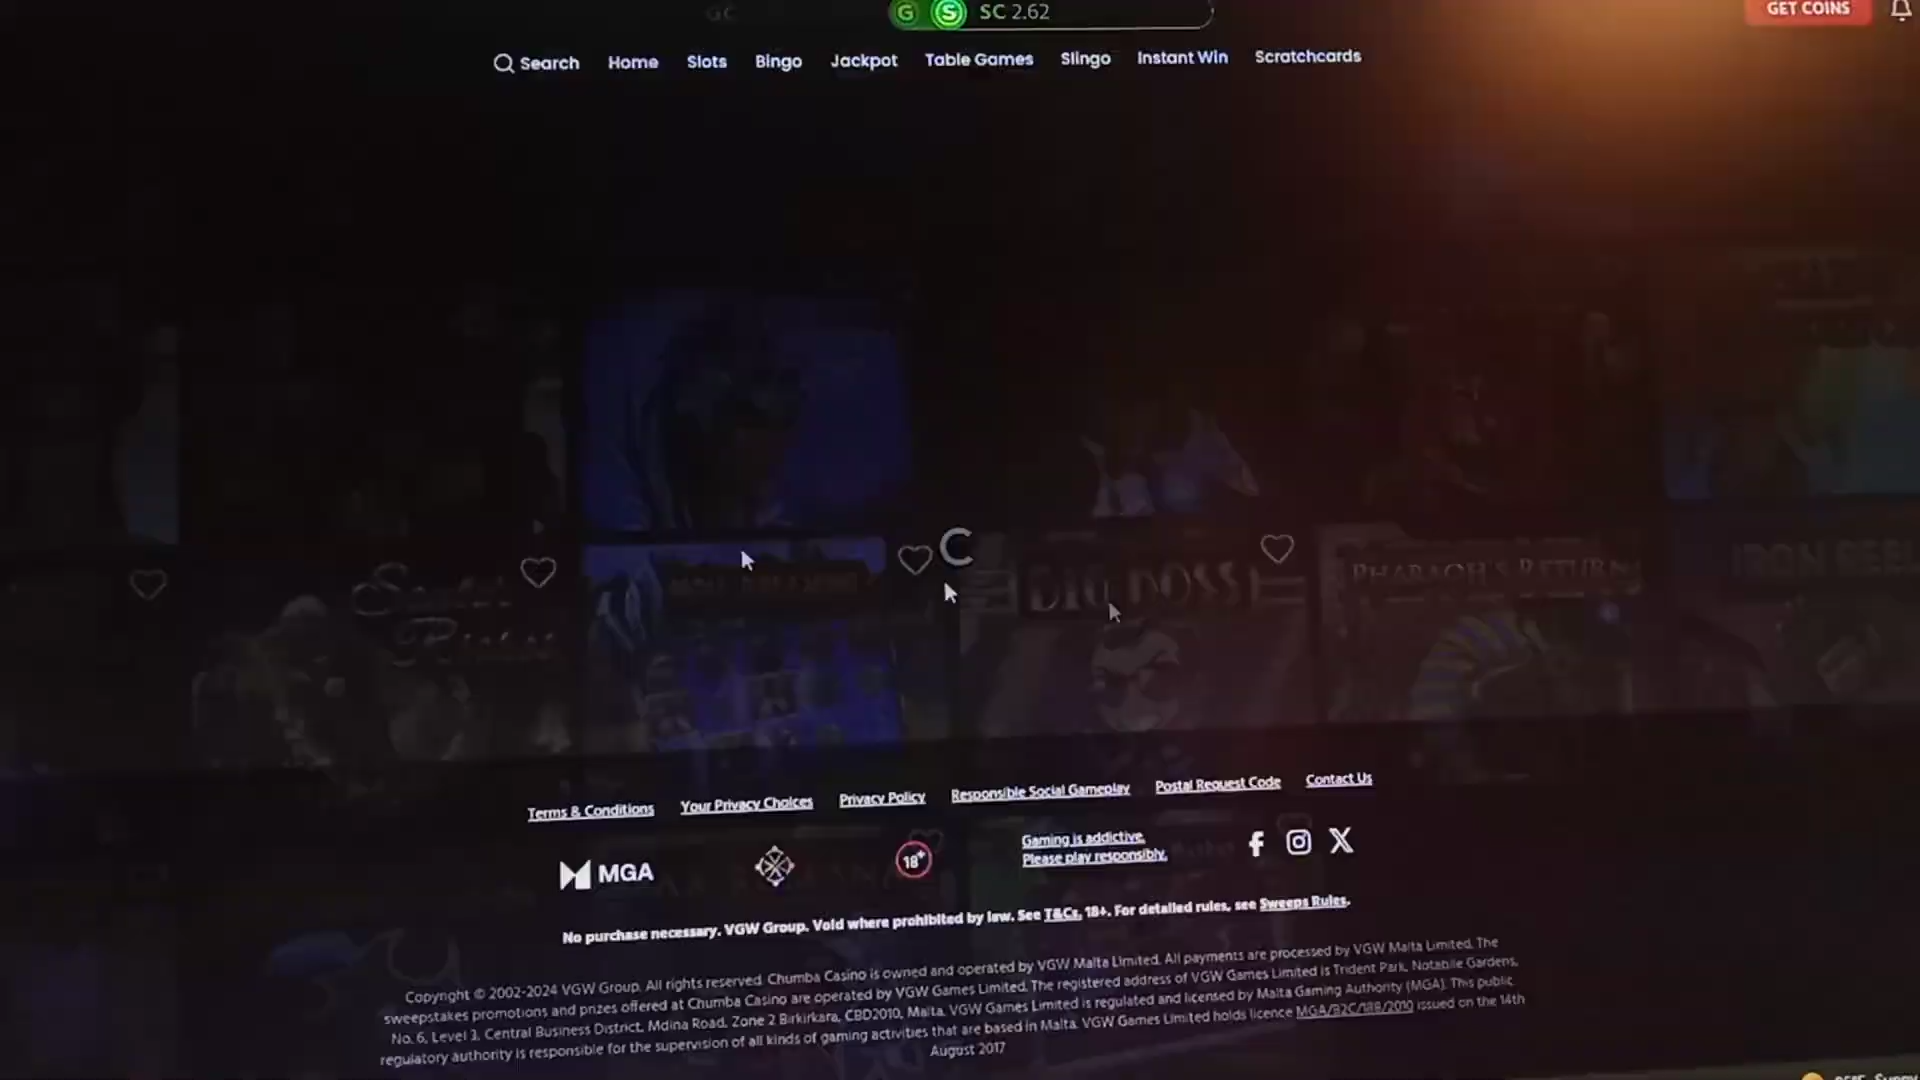 GC
G S SC 2.62
GET COINS
Search Home Slots Bingo Jackpot Table Games Slingo Instant Win Scratchcards
BIG BOSS
PHARAOH'S RETURN
IRON REEL
Terms & Conditions Your Privacy Choices Privacy Policy Responsible Social Gameplay Postal Request Code Contact Us
MGA
18+
Gaming is addictive.
Please play responsibly.
No purchase necessary. VGW Group. Void where prohibited by law. See T&Cs, 18+. For detailed rules, see Sweeps Rules.
Copyright © 2002-2024 VGW Group. All rights reserved. Chumba Casino is owned and operated by VGW Malta Limited. All payments are processed by VGW Malta Limited. The
sweepstakes promotions and prizes offered at Chumba Casino are operated by VGW Games Limited. The registered address of VGW Games Limited is Trident Park, Notabile Gardens,
No. 6, Level 3, Central Business District, Mdina Road, Zone 2 Birkirkara, CBD2010, Malta. VGW Games Limited is regulated and licensed by Malta Gaming Authority (MGA). This public
regulatory authority is responsible for the supervision of all kinds of gaming activities that are based in Malta. VGW Games Limited holds licence MGA/B2C/188/2010 issued on the 14th
August 2017